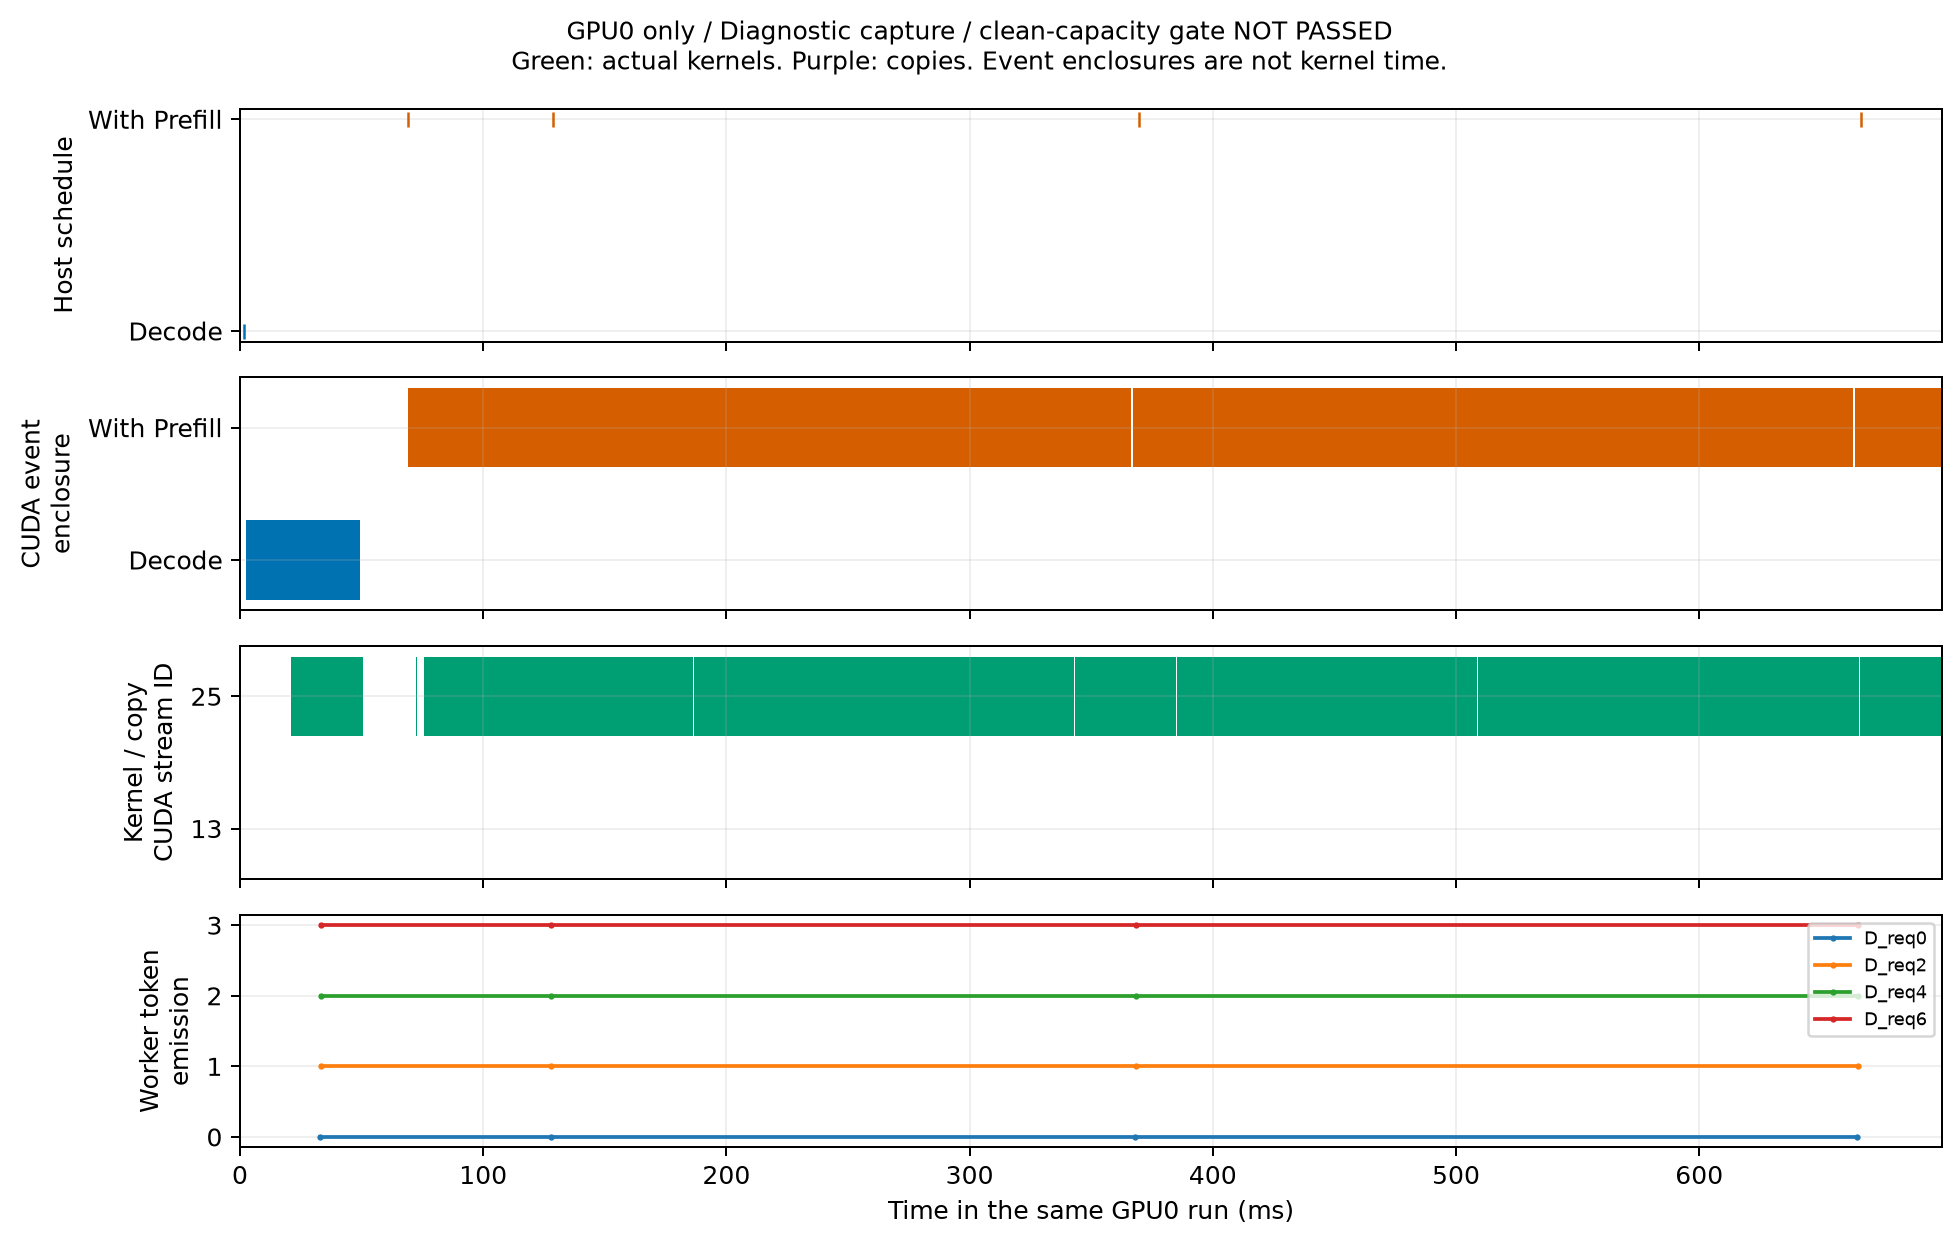 GPU0 only / Diagnostic capture / clean-capacity gate NOT PASSED
Green: actual kernels. Purple: copies. Event enclosures are not kernel time.
Host schedule
With Prefill
Decode
CUDA event
enclosure
With Prefill
Decode
Kernel / copy
CUDA stream ID
25
13
Worker token
emission
3
2
1
0
D_req0
D_req2
D_req4
D_req6
0 100 200 300 400 500 600
Time in the same GPU0 run (ms)